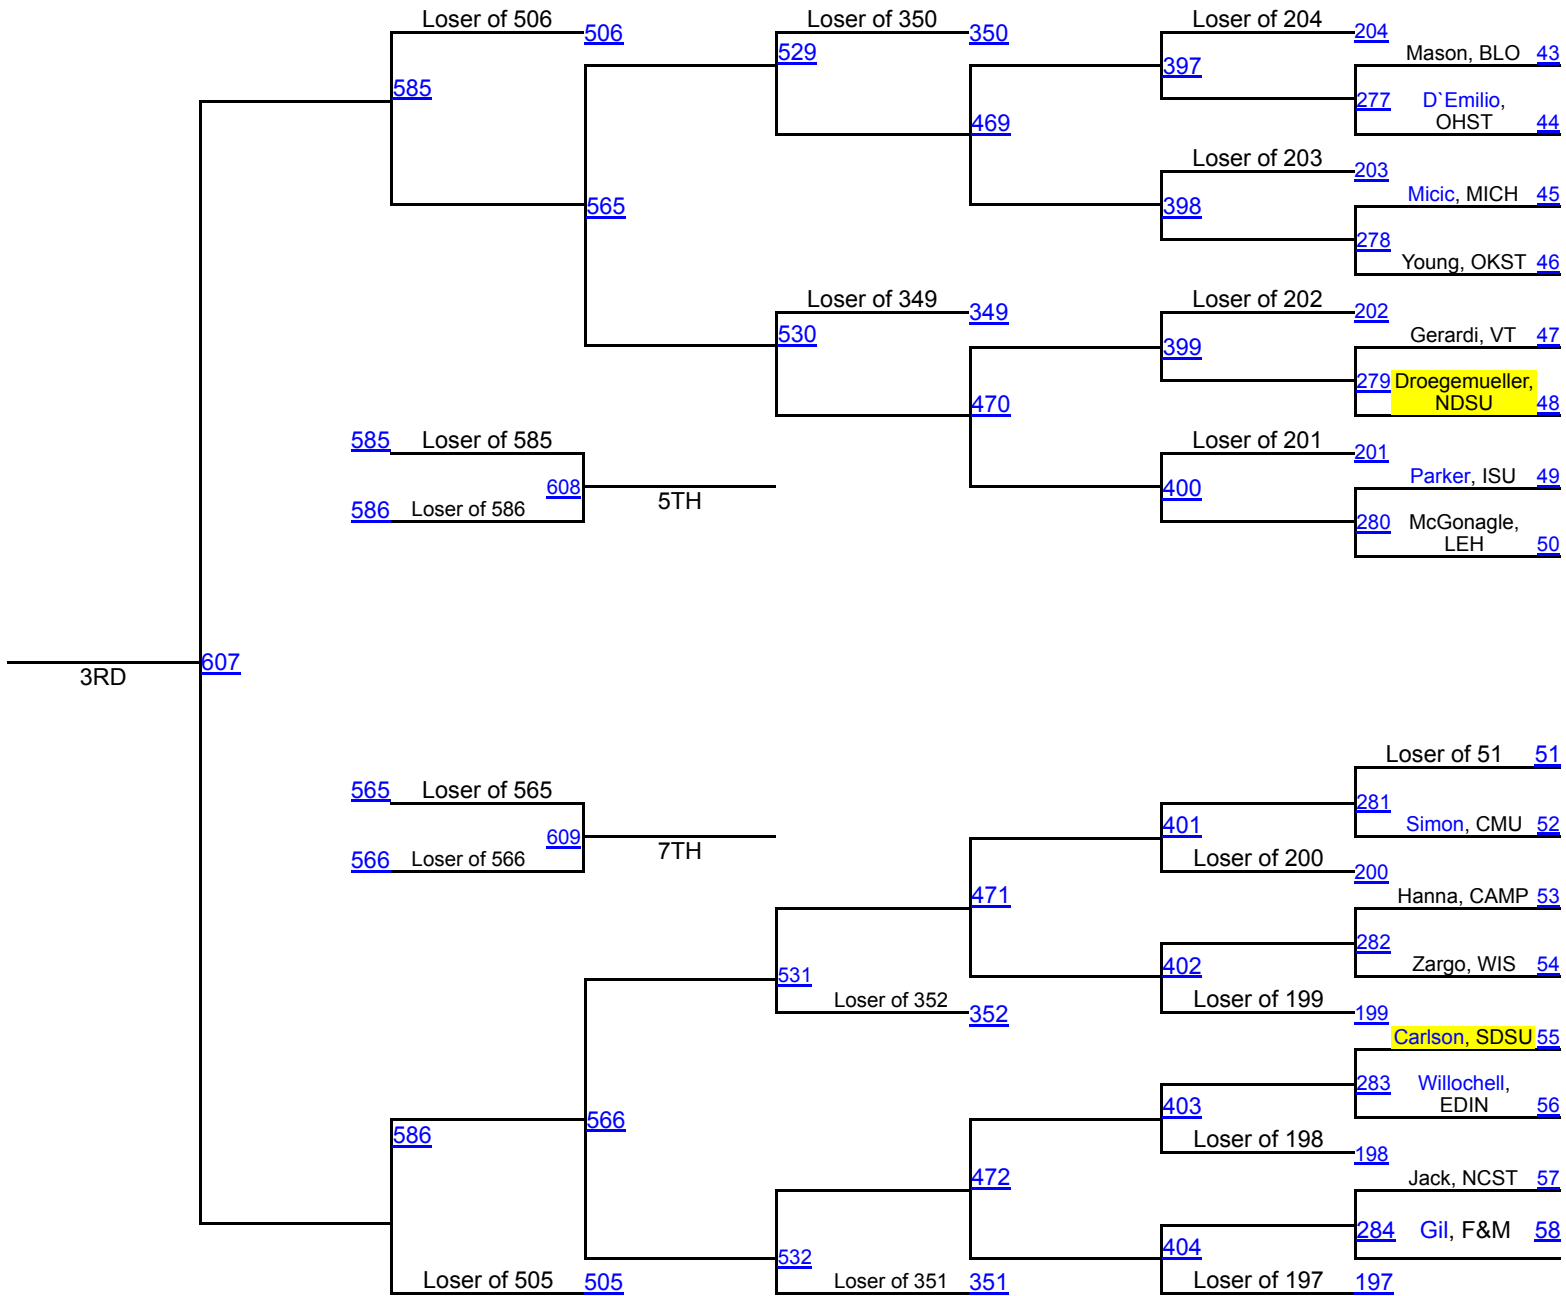 Loser of 506 506
Loser of 350 350
Loser of 204 204
529
Mason, BLO 43
397
585
277 D`Emilio,
OHST 44
469
Loser of 203 203
Micic, MICH 45
565
398
278
Young, OKST 46
Loser of 349 349
Loser of 202 202
530
Gerardi, VT 47
399
279 Droegemueller,
NDSU 48
470
585 Loser of 585
Loser of 201 201
Parker, ISU 49
608
5TH
400
586 Loser of 586
280 McGonagle,
LEH 50
607
3RD
Loser of 51 51
565 Loser of 565
281
401
Simon, CMU 52
609
7TH
566 Loser of 566
Loser of 200 200
471
Hanna, CAMP 53
282
402
Zargo, WIS 54
531
Loser of 352 352
Loser of 199 199
Carlson, SDSU 55
283 Willochell,
EDIN 56
403
566
586
Loser of 198 198
472
Jack, NCST 57
284 Gil, F&M 58
404
532
Loser of 505 505
Loser of 351 351
Loser of 197 197